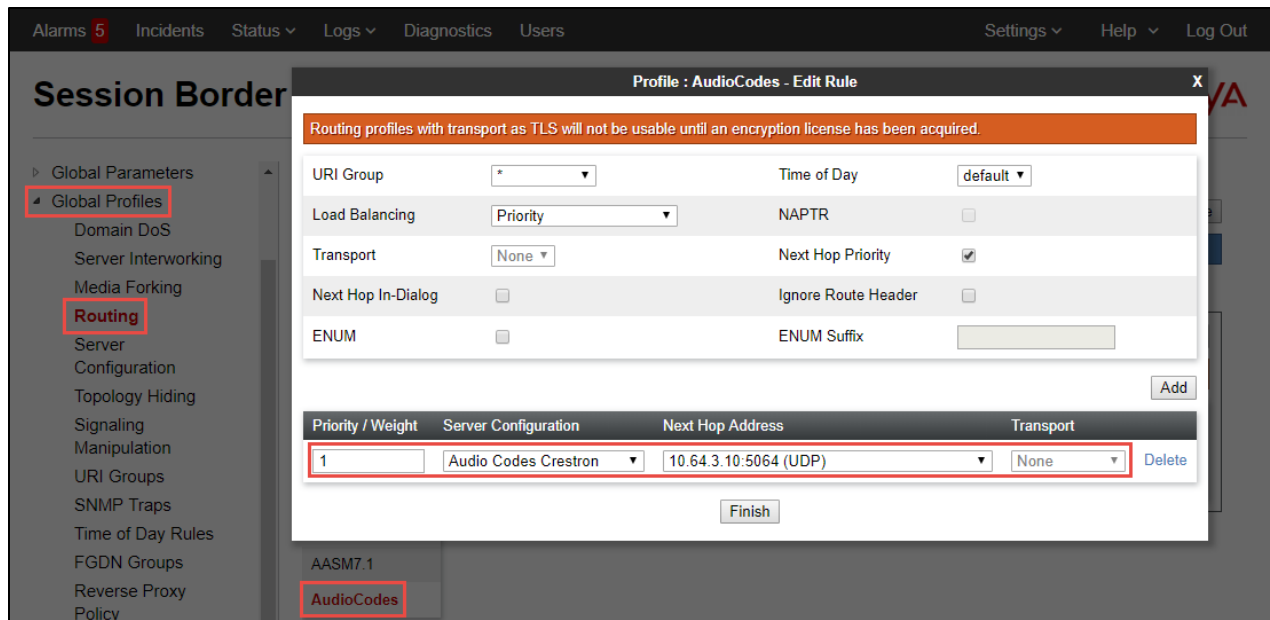 Alarms 5 Incidents Status Logs Diagnostics Users Settings Help Log Out
Session Border
Profile : AudioCodes - Edit Rule X
Routing profiles with transport as TLS will not be usable until an encryption license has been acquired.
URI Group * Time of Day default
Load Balancing Priority NAPTR
Transport None Next Hop Priority
Next Hop In-Dialog Ignore Route Header
ENUM ENUM Suffix
Add
Priority / Weight Server Configuration Next Hop Address Transport
1 Audio Codes Crestron 10.64.3.10:5064 (UDP) None Delete
Finish
Global Parameters
Global Profiles
Domain DoS
Server Interworking
Media Forking
Routing
Server
Configuration
Topology Hiding
Signaling
Manipulation
URI Groups
SNMP Traps
Time of Day Rules
FGDN Groups
Reverse Proxy
Policy
AASM7.1
AudioCodes